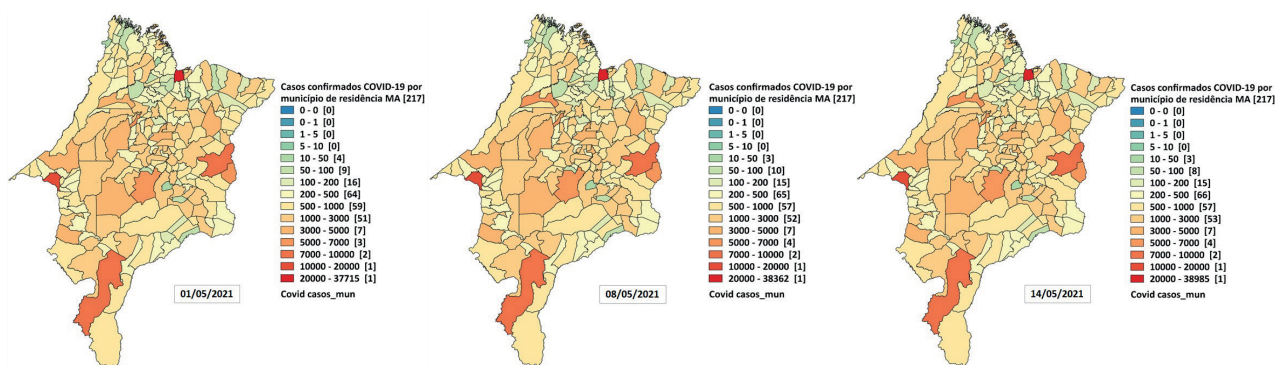 Casos confirmados COVID-19 por
município de residência MA [217]
0 - 0 [0]
0 - 1 [0]
1 - 5 [0]
5 - 10 [0]
10 - 50 [4]
50 - 100 [9]
100 - 200 [16]
200 - 500 [64]
500 - 1000 [59]
1000 - 3000 [51]
3000 - 5000 [7]
5000 - 7000 [3]
7000 - 10000 [2]
10000 - 20000 [1]
20000 - 37715 [1]
Covid casos_mun
01/05/2021
Casos confirmados COVID-19 por
município de residência MA [217]
0 - 0 [0]
0 - 1 [0]
1 - 5 [0]
5 - 10 [0]
10 - 50 [3]
50 - 100 [10]
100 - 200 [15]
200 - 500 [65]
500 - 1000 [57]
1000 - 3000 [52]
3000 - 5000 [7]
5000 - 7000 [4]
7000 - 10000 [2]
10000 - 20000 [1]
20000 - 38362 [1]
Covid casos_mun
08/05/2021
Casos confirmados COVID-19 por
município de residência MA [217]
0 - 0 [0]
0 - 1 [0]
1 - 5 [0]
5 - 10 [0]
10 - 50 [3]
50 - 100 [8]
100 - 200 [15]
200 - 500 [66]
500 - 1000 [57]
1000 - 3000 [53]
3000 - 5000 [7]
5000 - 7000 [4]
7000 - 10000 [2]
10000 - 20000 [1]
20000 - 38985 [1]
Covid casos_mun
14/05/2021